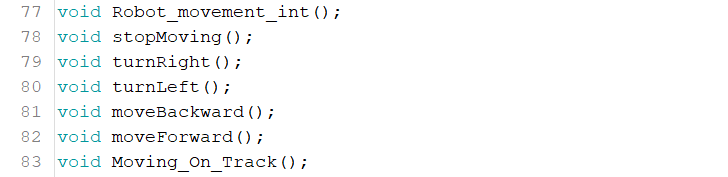 77 void Robot_movement_int();
78 void stopMoving();
79 void turnRight();
80 void turnLeft();
81 void moveBackward();
82 void moveForward();
83 void Moving_On_Track();